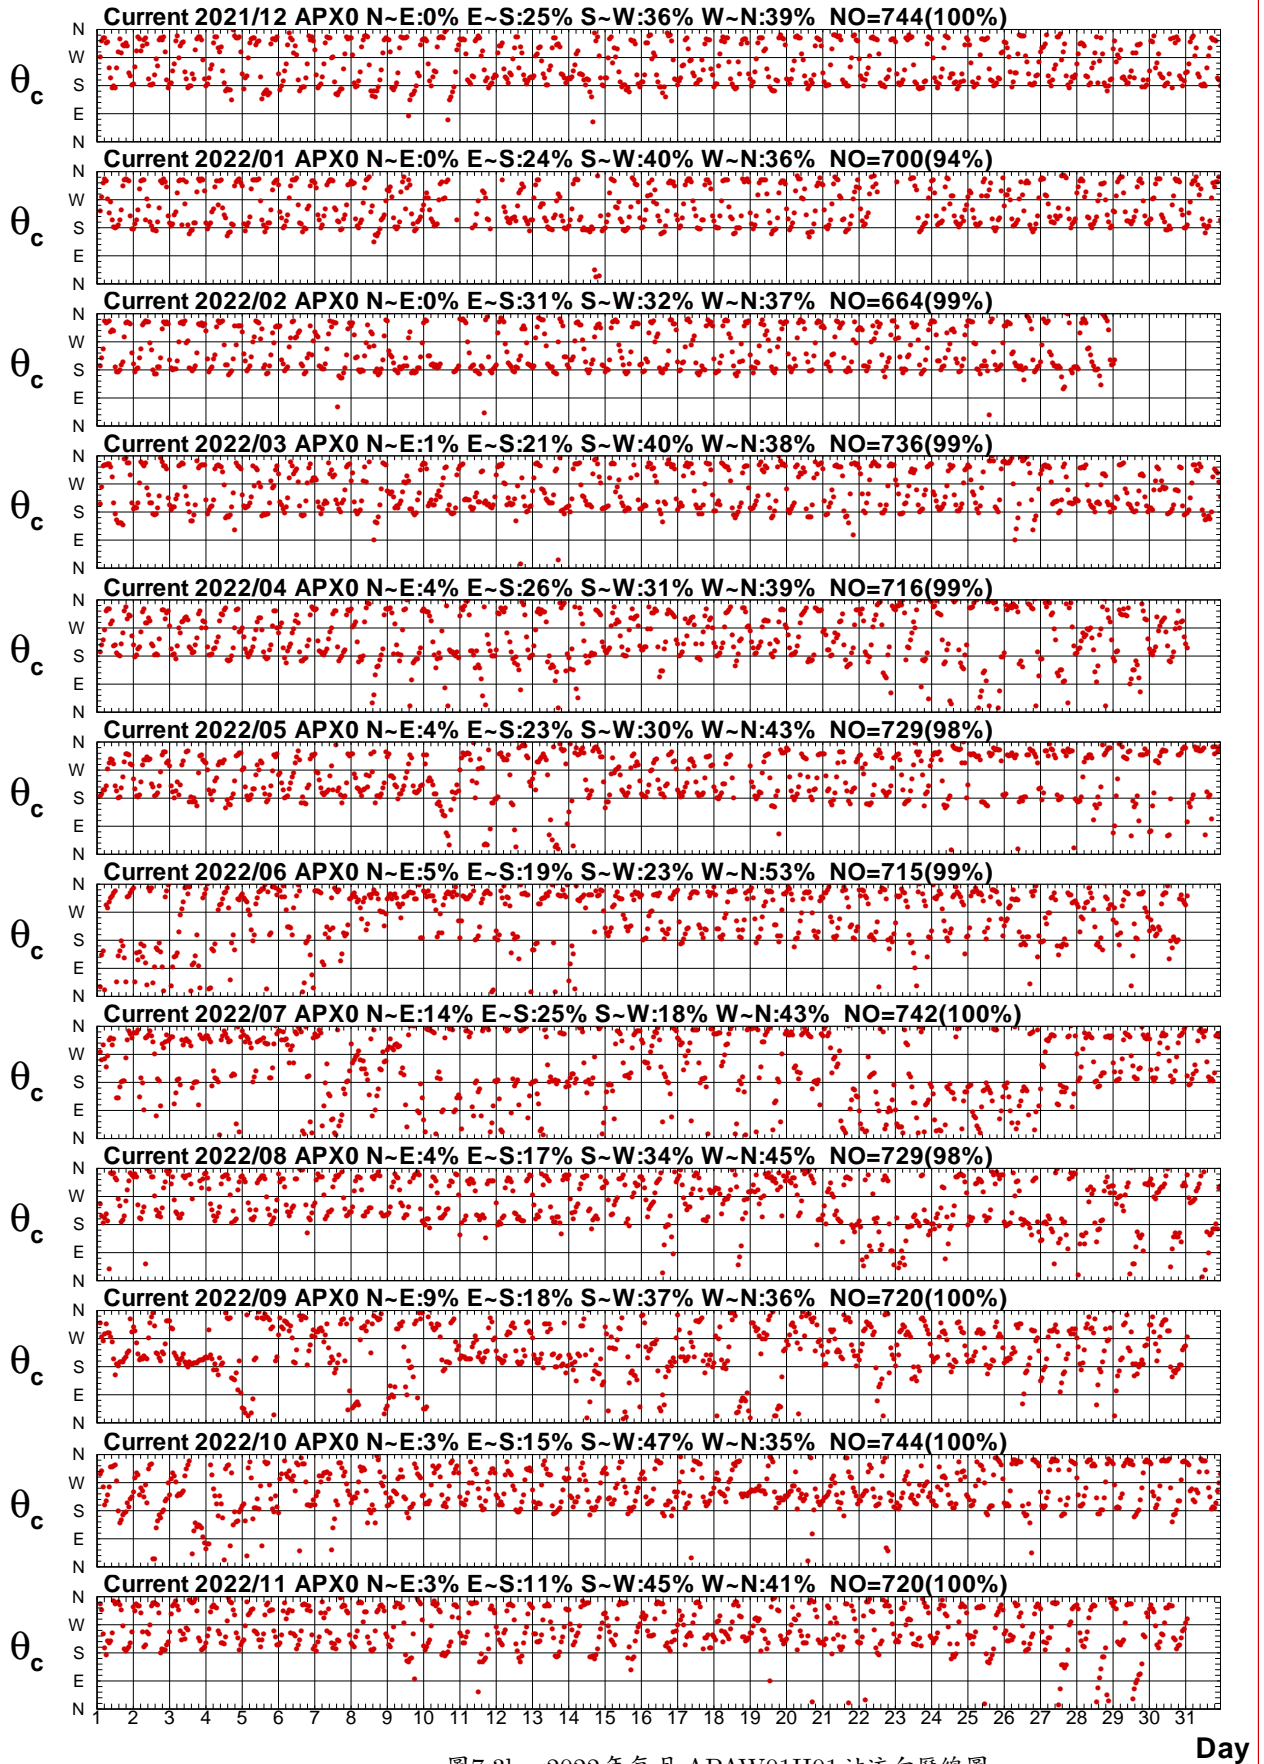 Current 2021/12 APX0 N~E:0% E~S:25% S~W:36% W~N:39% NO=744(100%)
N
W
S
E
N
θc
Current 2022/01 APX0 N~E:0% E~S:24% S~W:40% W~N:36% NO=700(94%)
N
W
S
E
N
θc
Current 2022/02 APX0 N~E:0% E~S:31% S~W:32% W~N:37% NO=664(99%)
N
W
S
E
N
θc
Current 2022/03 APX0 N~E:1% E~S:21% S~W:40% W~N:38% NO=736(99%)
N
W
S
E
N
θc
Current 2022/04 APX0 N~E:4% E~S:26% S~W:31% W~N:39% NO=716(99%)
N
W
S
E
N
θc
Current 2022/05 APX0 N~E:4% E~S:23% S~W:30% W~N:43% NO=729(98%)
N
W
S
E
N
θc
Current 2022/06 APX0 N~E:5% E~S:19% S~W:23% W~N:53% NO=715(99%)
N
W
S
E
N
θc
Current 2022/07 APX0 N~E:14% E~S:25% S~W:18% W~N:43% NO=742(100%)
N
W
S
E
N
θc
Current 2022/08 APX0 N~E:4% E~S:17% S~W:34% W~N:45% NO=729(98%)
N
W
S
E
N
θc
Current 2022/09 APX0 N~E:9% E~S:18% S~W:37% W~N:36% NO=720(100%)
N
W
S
E
N
θc
Current 2022/10 APX0 N~E:3% E~S:15% S~W:47% W~N:35% NO=744(100%)
N
W
S
E
N
θc
Current 2022/11 APX0 N~E:3% E~S:11% S~W:45% W~N:41% NO=720(100%)
N
W
S
E
N
θc
1 2 3 4 5 6 7 8 9 10 11 12 13 14 15 16 17 18 19 20 21 22 23 24 25 26 27 28 29 30 31
Day